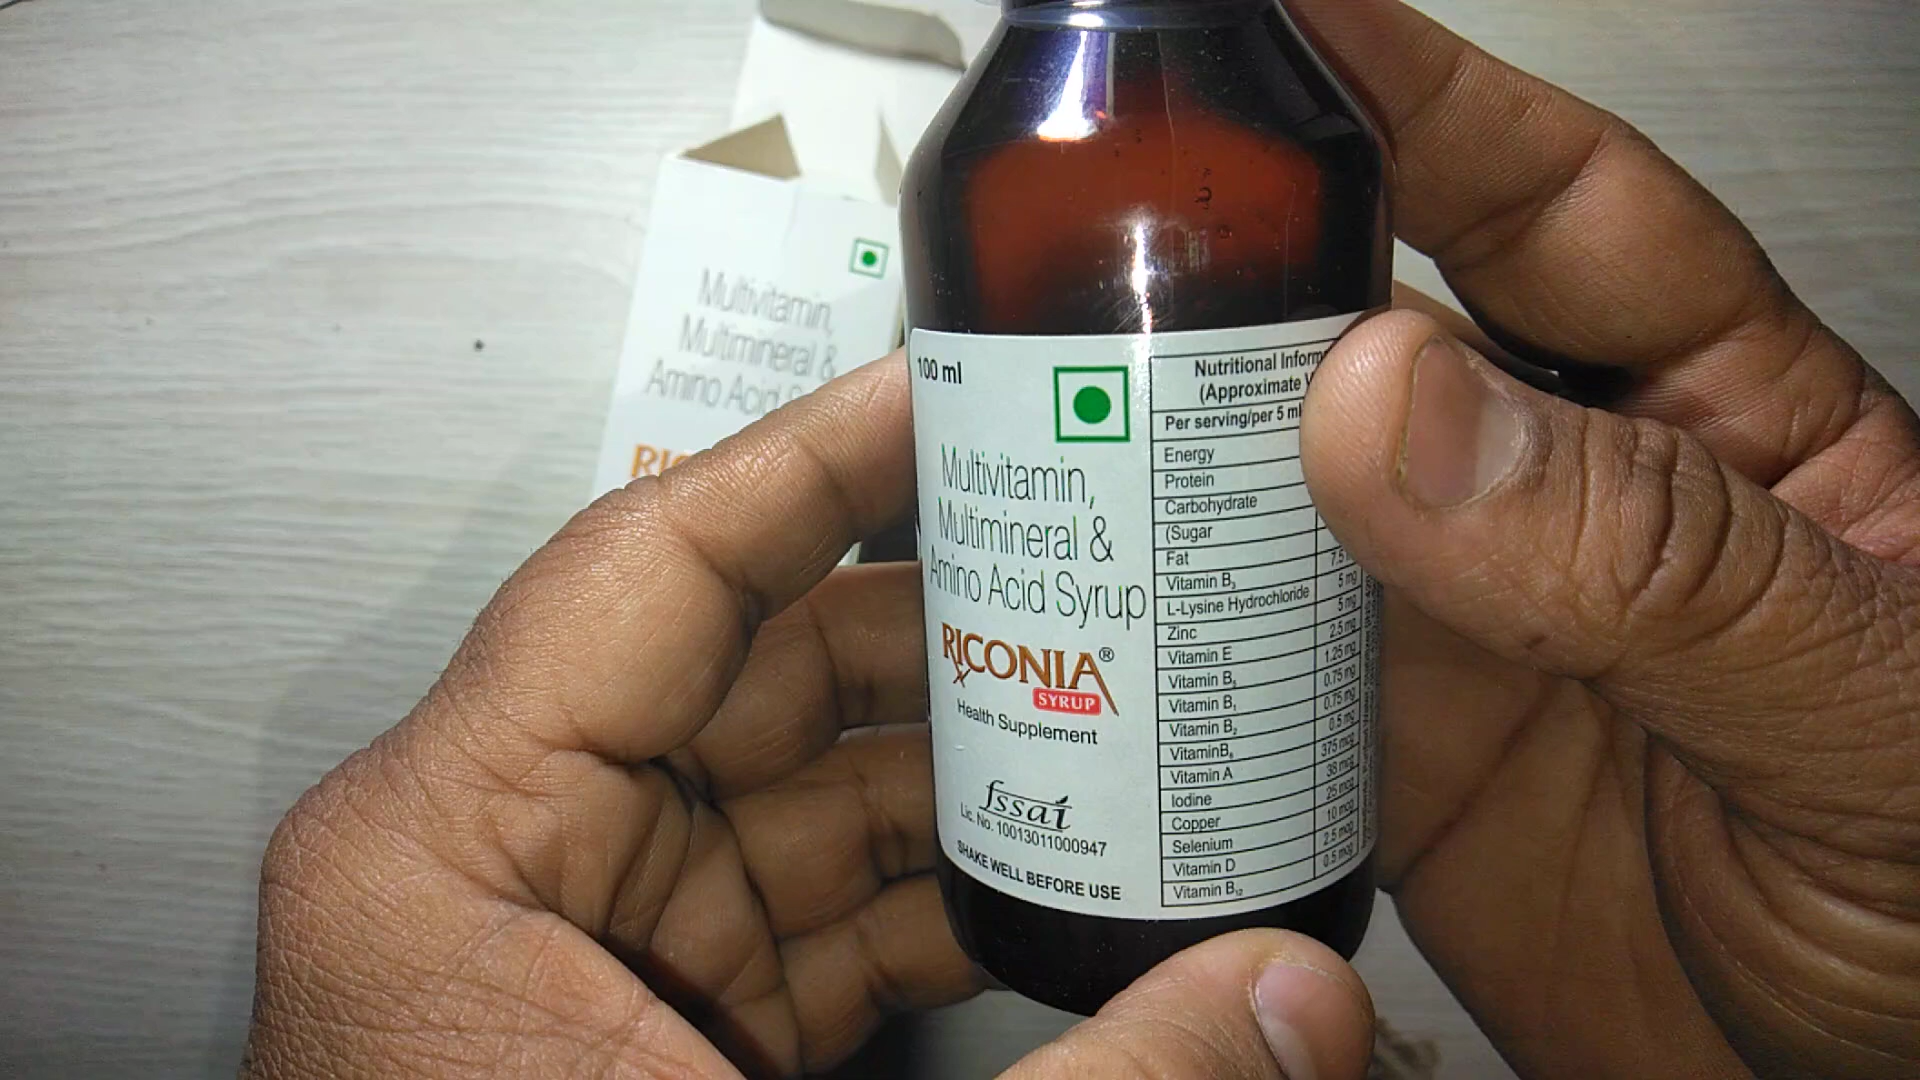 Multivitamin,
Multimineral &
Amino Acid
100 ml
Multivitamin,
Multimineral &
Amino Acid Syrup
RICONIA®
SYRUP
Health Supplement
fssai
Lic. No. 10013011000947
SHAKE WELL BEFORE USE
Nutritional
(Approximate
Per serving/per 5 ml
Energy
Protein
Carbohydrate
(Sugar
Fat
Vitamin B₃
L-Lysine Hydrochloride 5 mg
Zinc 5 mg
Vitamin E 2.5 mg
Vitamin B₅ 1.25 mg
Vitamin B₁ 0.75 mg
Vitamin B₂ 0.75 mg
VitaminB₆ 0.5 mg
Vitamin A 375 mcg
Iodine 38 mcg
Copper 25 mcg
Selenium 10 mcg
Vitamin D 2.5 mcg
Vitamin B₁₂ 0.5 mcg